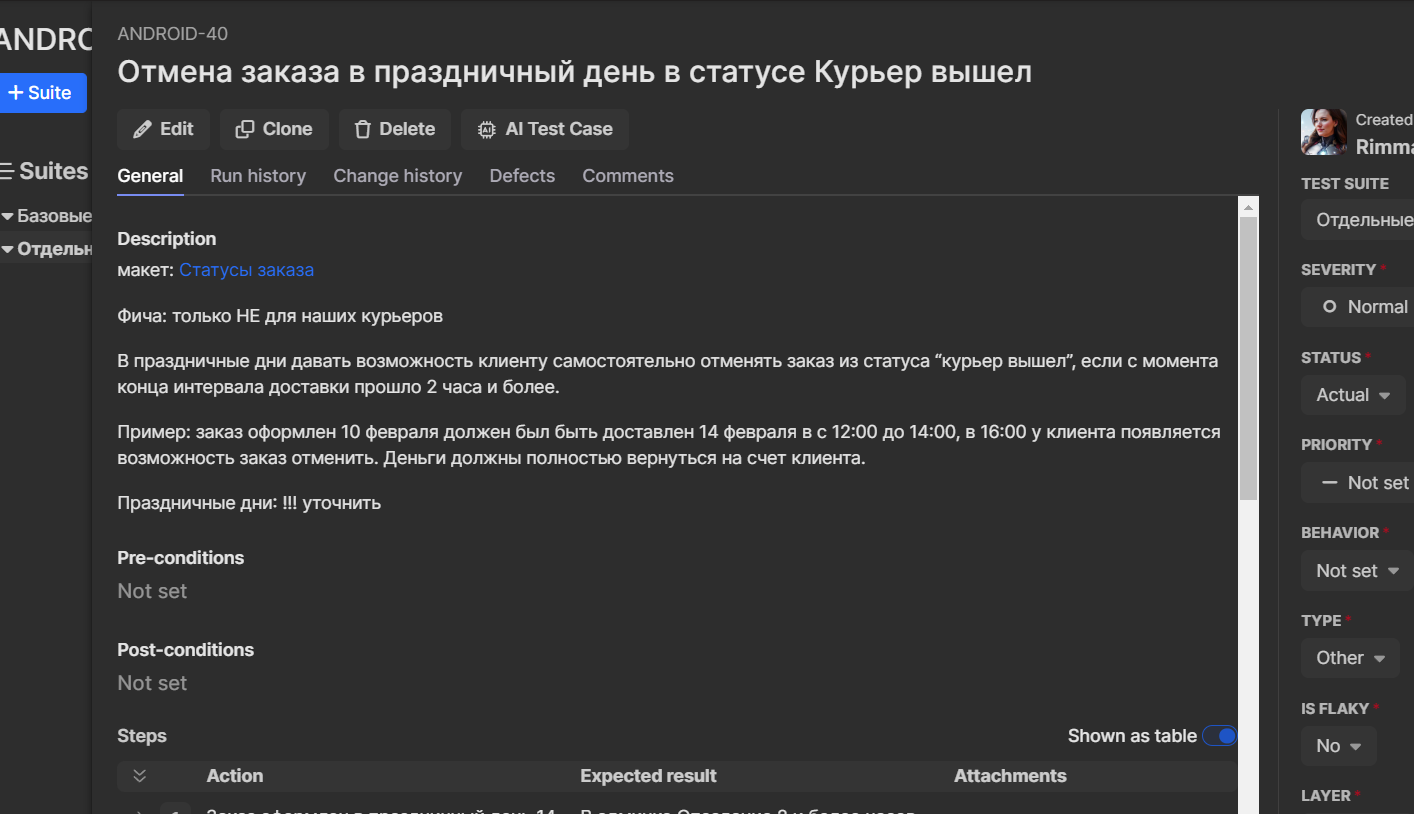 ANDROID-40
Отмена заказа в праздничный день в статусе Курьер вышел
+ Suite
Edit
Clone
Delete
AI Test Case
Suites
General
Run history
Change history
Defects
Comments
Базовые
Description
макет: Статусы заказа
Фича: только НЕ для наших курьеров
В праздничные дни давать возможность клиенту самостоятельно отменять заказ из статуса “курьер вышел”, если с момента
конца интервала доставки прошло 2 часа и более.
Пример: заказ оформлен 10 февраля должен был быть доставлен 14 февраля в с 12:00 до 14:00, в 16:00 у клиента появляется
возможность заказ отменить. Деньги должны полностью вернуться на счет клиента.
Праздничные дни: !!! уточнить
Pre-conditions
Not set
Post-conditions
Not set
Steps
Shown as table
Action
Expected result
Attachments
Created
TEST SUITE
Отдельные
SEVERITY *
Normal
STATUS *
Actual
PRIORITY *
Not set
BEHAVIOR *
Not set
TYPE *
Other
IS FLAKY *
No
LAYER *